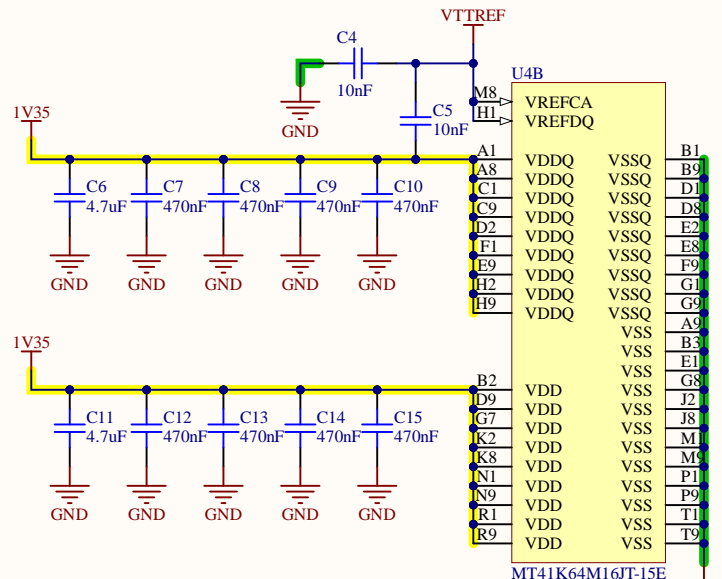 VTTREF
C4
10nF
GND
C5
10nF
U4B
M8 VREFCA
H1 VREFDQ
1V35
A1 VDDQ VSSQ B1
A8 VDDQ VSSQ B9
C1 VDDQ VSSQ D1
C9 VDDQ VSSQ D8
D2 VDDQ VSSQ E2
F1 VDDQ VSSQ E8
E9 VDDQ VSSQ F9
H2 VDDQ VSSQ G1
H9 VDDQ VSSQ G9
VSS A9
VSS B3
VSS E1
C6 C7 C8 C9 C10
4.7uF 470nF 470nF 470nF 470nF
GND GND GND GND GND
1V35
B2 VDD VSS G8
D9 VDD VSS J2
G7 VDD VSS J8
K2 VDD VSS M1
K8 VDD VSS M9
N1 VDD VSS P1
N9 VDD VSS P9
R1 VDD VSS T1
R9 VDD VSS T9
C11 C12 C13 C14 C15
4.7uF 470nF 470nF 470nF 470nF
GND GND GND GND GND
MT41K64M16JT-15E